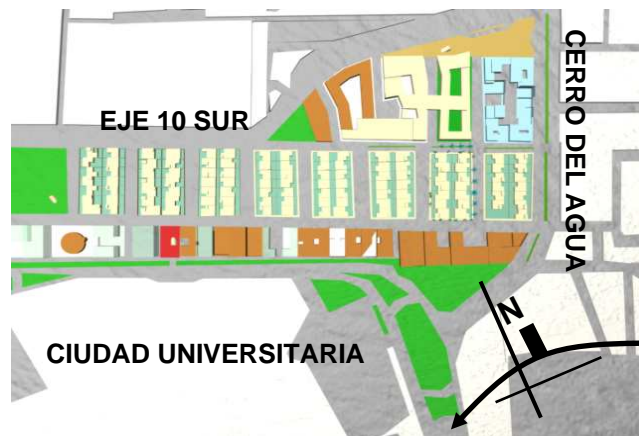 EJE 10 SUR
CERRO DEL AGUA
CIUDAD UNIVERSITARIA
N